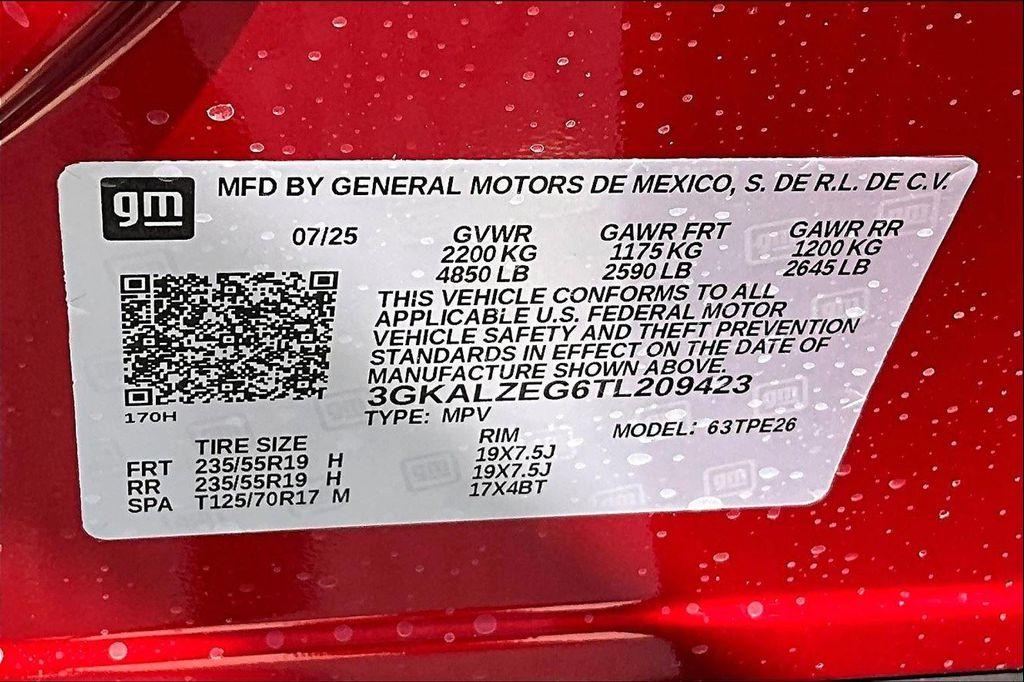 gm
MFD BY GENERAL MOTORS DE MEXICO, S. DE R.L. DE C.V.
07/25 GVWR GAWR FRT GAWR RR
2200 KG 1175 KG 1200 KG
4850 LB 2590 LB 2645 LB
THIS VEHICLE CONFORMS TO ALL
APPLICABLE U.S. FEDERAL MOTOR
VEHICLE SAFETY AND THEFT PREVENTION
STANDARDS IN EFFECT ON THE DATE OF
MANUFACTURE SHOWN ABOVE.
3GKALZEG6TL209423
170H
TYPE: MPV MODEL: 63TPE26
TIRE SIZE RIM
FRT 235/55R19 H 19X7.5J
RR 235/55R19 H 19X7.5J
SPA T125/70R17 M 17X4BT